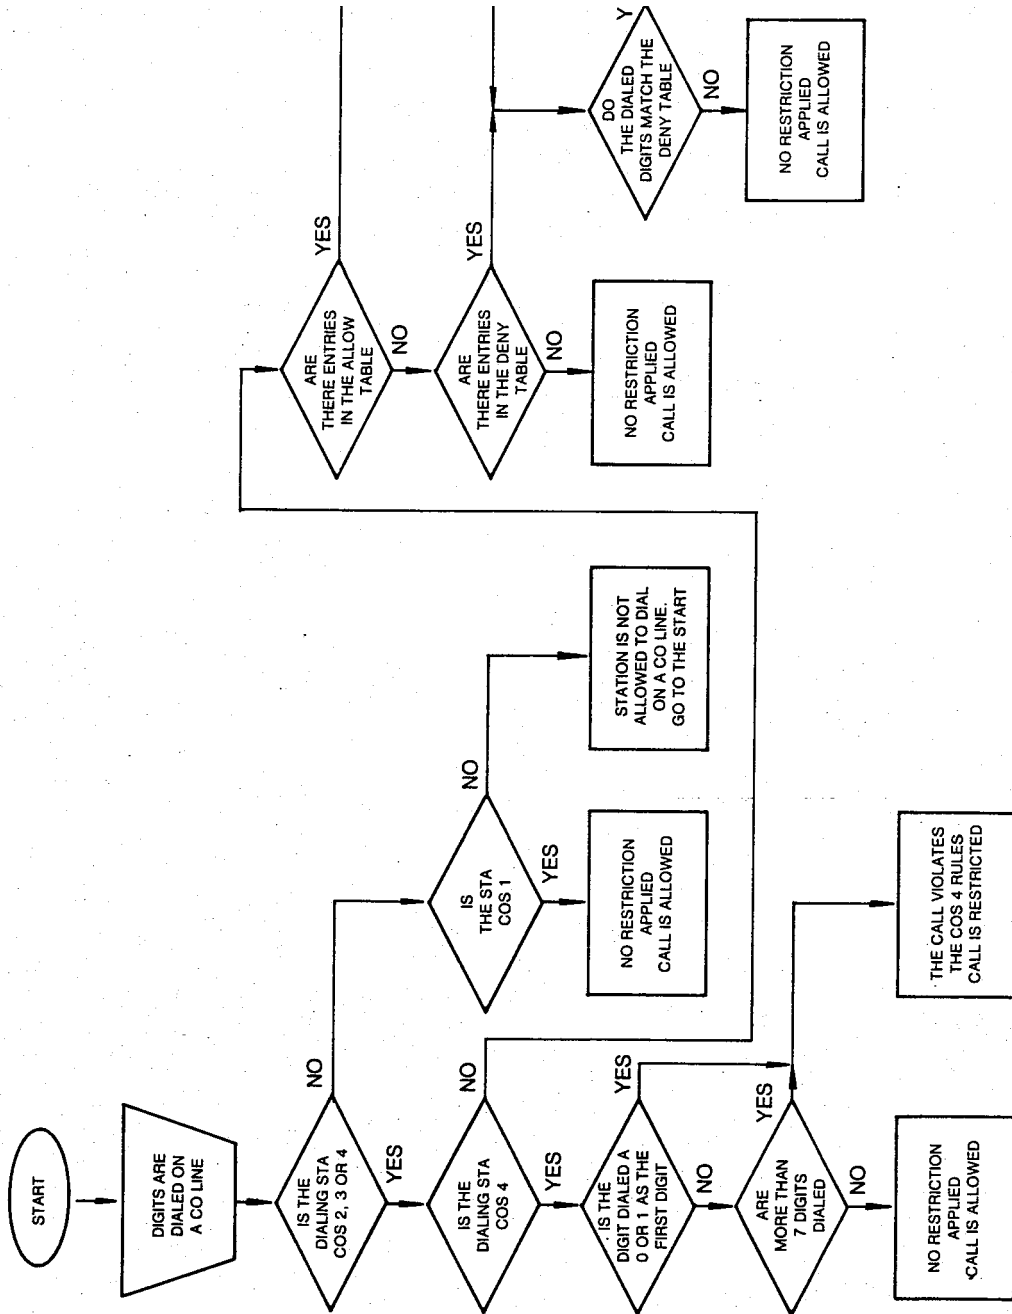 START
DIGITS ARE
DIALED ON
A CO LINE
IS THE
DIALING STA
COS 2, 3 OR 4
NO
YES
IS THE
DIALING STA
COS 4
NO
YES
IS THE
DIGIT DIALED A
0 OR 1 AS THE
FIRST DIGIT
YES
NO
ARE
MORE THAN
7 DIGITS
DIALED
YES
NO
NO RESTRICTION
APPLIED
CALL IS ALLOWED
THE CALL VIOLATES
THE COS 4 RULES
CALL IS RESTRICTED
IS
THE STA
COS 1
NO
YES
NO RESTRICTION
APPLIED
CALL IS ALLOWED
STATION IS NOT
ALLOWED TO DIAL
ON A CO LINE.
GO TO THE START
ARE
THERE ENTRIES
IN THE ALLOW
TABLE
YES
NO
ARE
THERE ENTRIES
IN THE DENY
TABLE
YES
NO
NO RESTRICTION
APPLIED
CALL IS ALLOWED
DO
THE DIALED
DIGITS MATCH THE
DENY TABLE
Y
NO
NO RESTRICTION
APPLIED
CALL IS ALLOWED